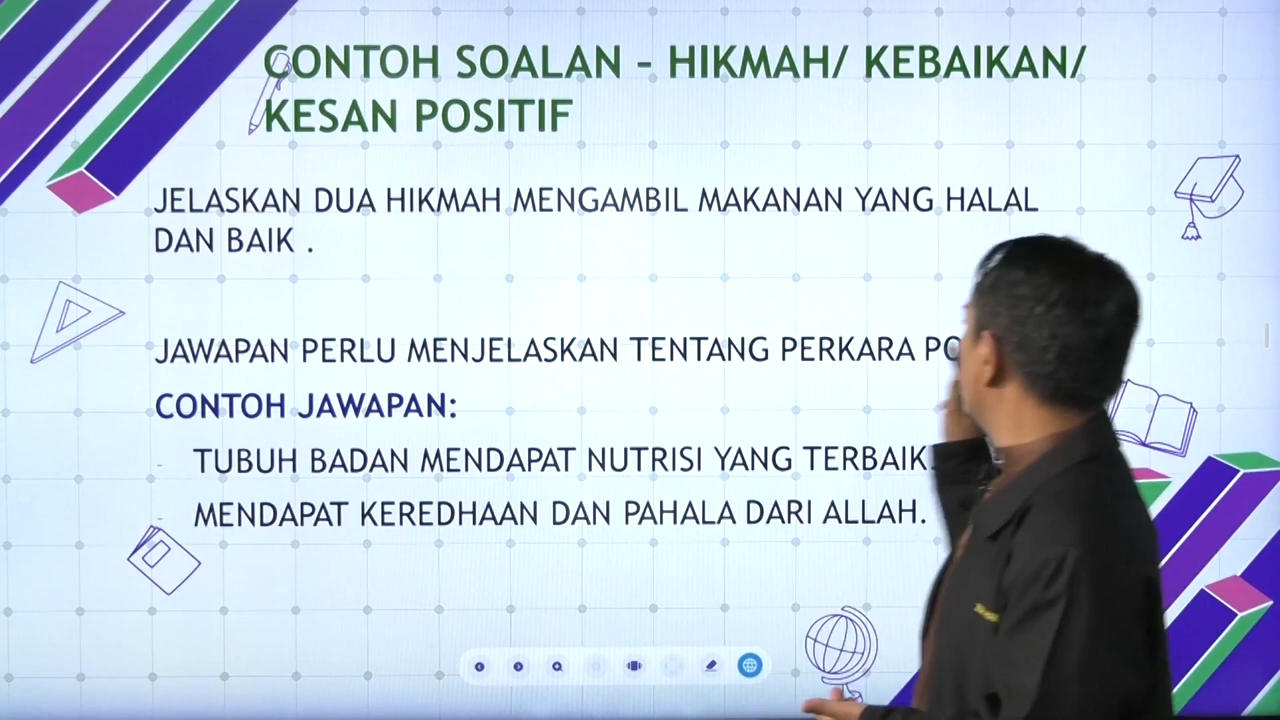 CONTOH SOALAN - HIKMAH/ KEBAIKAN/
KESAN POSITIF
JELASKAN DUA HIKMAH MENGAMBIL MAKANAN YANG HALAL
DAN BAIK .
JAWAPAN PERLU MENJELASKAN TENTANG PERKARA
CONTOH JAWAPAN:
- TUBUH BADAN MENDAPAT NUTRISI YANG TERBAIK.
- MENDAPAT KEREDHAAN DAN PAHALA DARI ALLAH.